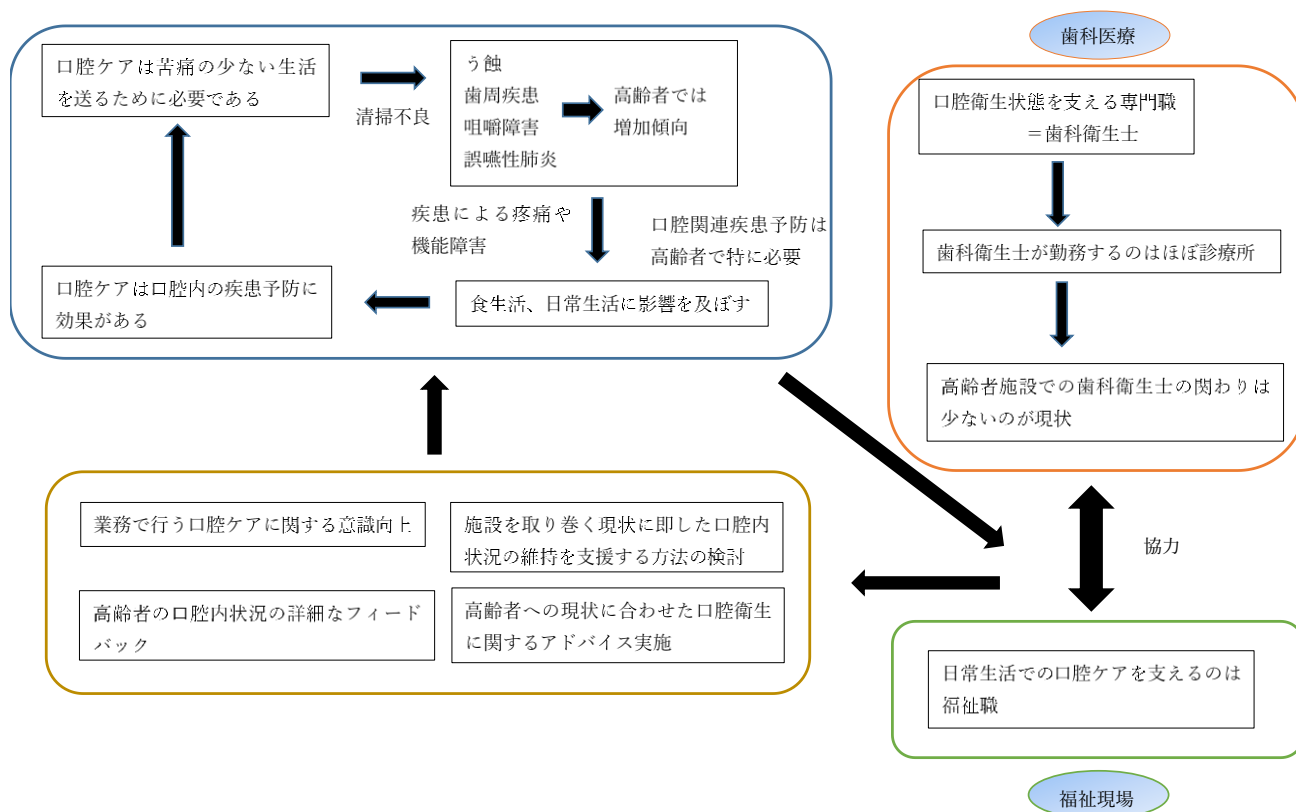 口腔ケアは苦痛の少ない生活
を送るために必要である
清掃不良
う蝕
歯周疾患
咀嚼障害
誤嚥性肺炎
高齢者では
増加傾向
疾患による疼痛や
機能障害
口腔関連疾患予防は
高齢者で特に必要
食生活、日常生活に影響を及ぼす
口腔ケアは口腔内の疾患予防に
効果がある
歯科医療
口腔衛生状態を支える専門職
＝歯科衛生士
歯科衛生士が勤務するのはほぼ診療所
高齢者施設での歯科衛生士の関わりは
少ないのが現状
協力
業務で行う口腔ケアに関する意識向上
施設を取り巻く現状に即した口腔内
状況の維持を支援する方法の検討
高齢者の口腔内状況の詳細なフィード
バック
高齢者への現状に合わせた口腔衛生
に関するアドバイス実施
日常生活での口腔ケアを支えるのは
福祉職
福祉現場